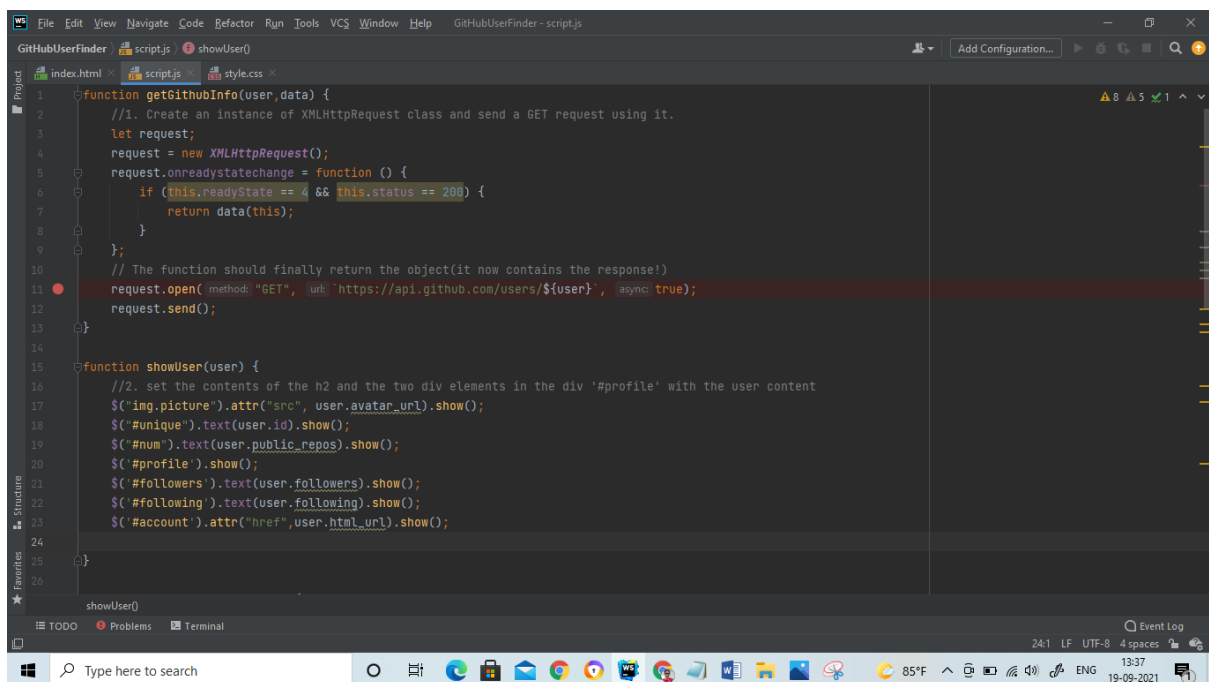 WS File Edit View Navigate Code Refactor Run Tools VCS Window Help GitHubUserFinder - script.js
GitHubUserFinder script.js showUser() Add Configuration...
index.html script.js style.css
Project
1 function getGithubInfo(user,data) { 8 5 1
2 //1. Create an instance of XMLHttpRequest class and send a GET request using it.
3 let request;
4 request = new XMLHttpRequest();
5 request.onreadystatechange = function () {
6 if (this.readyState == 4 && this.status == 200) {
7 return data(this);
8 }
9 };
10 // The function should finally return the object(it now contains the response!)
11 request.open( method: "GET", url: `https://api.github.com/users/${user}`, async: true);
12 request.send();
13 }
14
15 function showUser(user) {
16 //2. set the contents of the h2 and the two div elements in the div '#profile' with the user content
17 $("img.picture").attr("src", user.avatar_url).show();
18 $("#unique").text(user.id).show();
19 $("#num").text(user.public_repos).show();
20 $('#profile').show();
21 $('#followers').text(user.followers).show();
22 $('#following').text(user.following).show();
23 $('#account').attr("href",user.html_url).show();
24
25 }
26
Structure
Favorites
showUser()
TODO Problems Terminal Event Log
24:1 LF UTF-8 4 spaces
Type here to search 85°F ENG 13:37
19-09-2021